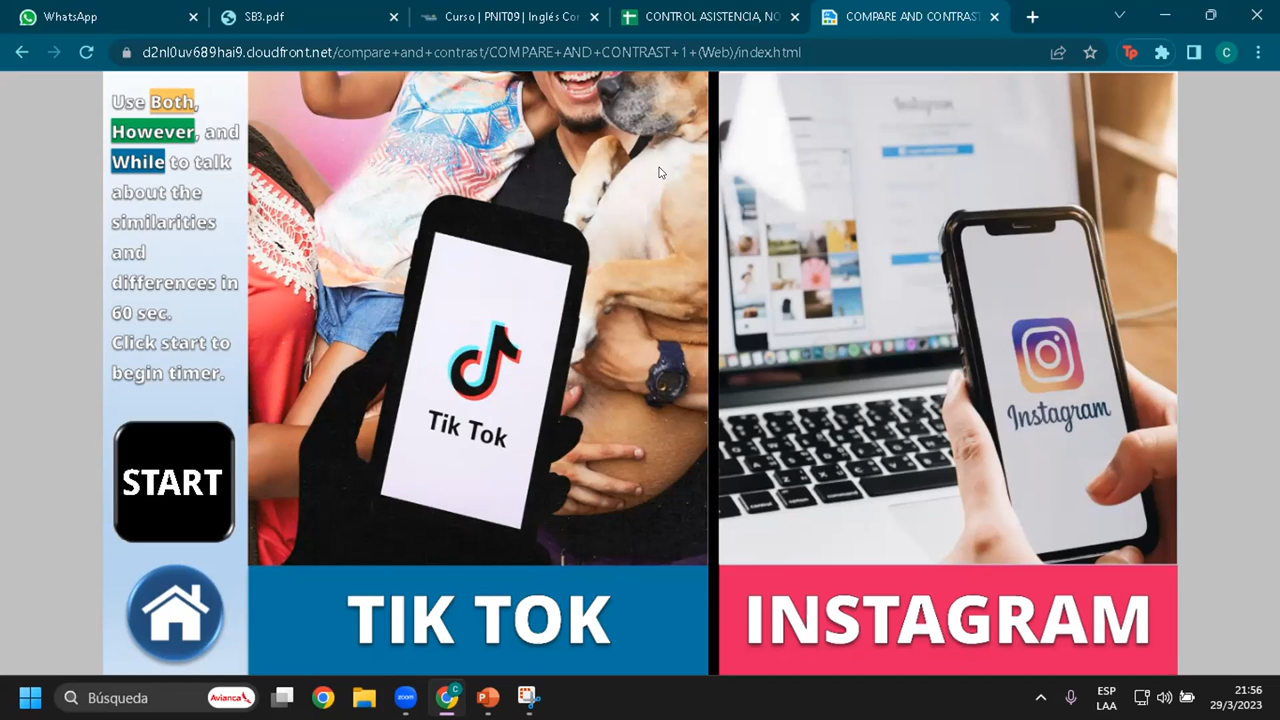 WhatsApp
SB3.pdf
Curso | PNIT09 | Inglés Cor
CONTROL ASISTENCIA, NO
COMPARE AND CONTRAST
d2nl0uv689hai9.cloudfront.net/compare+and+contrast/COMPARE+AND+CONTRAST+1+(Web)/index.html
Use Both,
However, and
While to talk
about the
similarities
and
differences in
60 sec.
Click start to
begin timer.
START
Tik Tok
Instagram
Instagram
TIK TOK
INSTAGRAM
Búsqueda
Avianca
ESP
LAA
21:56
29/3/2023